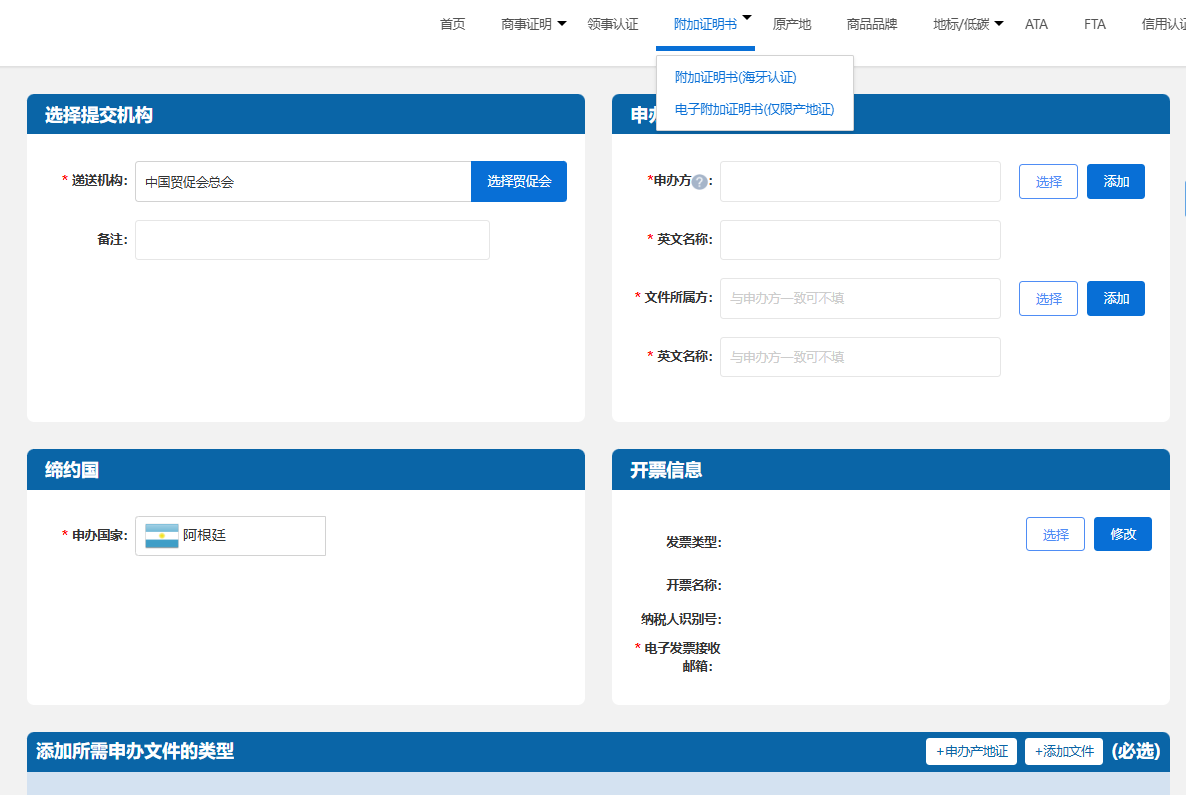 首页 商事证明 领事认证 附加证明书 原产地 商品品牌 地标/低碳 ATA FTA 信用认证
附加证明书(海牙认证)
电子附加证明书(仅限产地证)
选择提交机构
* 递送机构: 中国贸促会总会 选择贸促会
备注:
申办
*申办方?: 选择 添加
* 英文名称:
* 文件所属方: 与申办方一致可不填 选择 添加
* 英文名称: 与申办方一致可不填
缔约国
* 申办国家: 阿根廷
开票信息
选择 修改
发票类型:
开票名称:
纳税人识别号:
* 电子发票接收
邮箱:
添加所需申办文件的类型 +申办产地证 +添加文件 (必选)